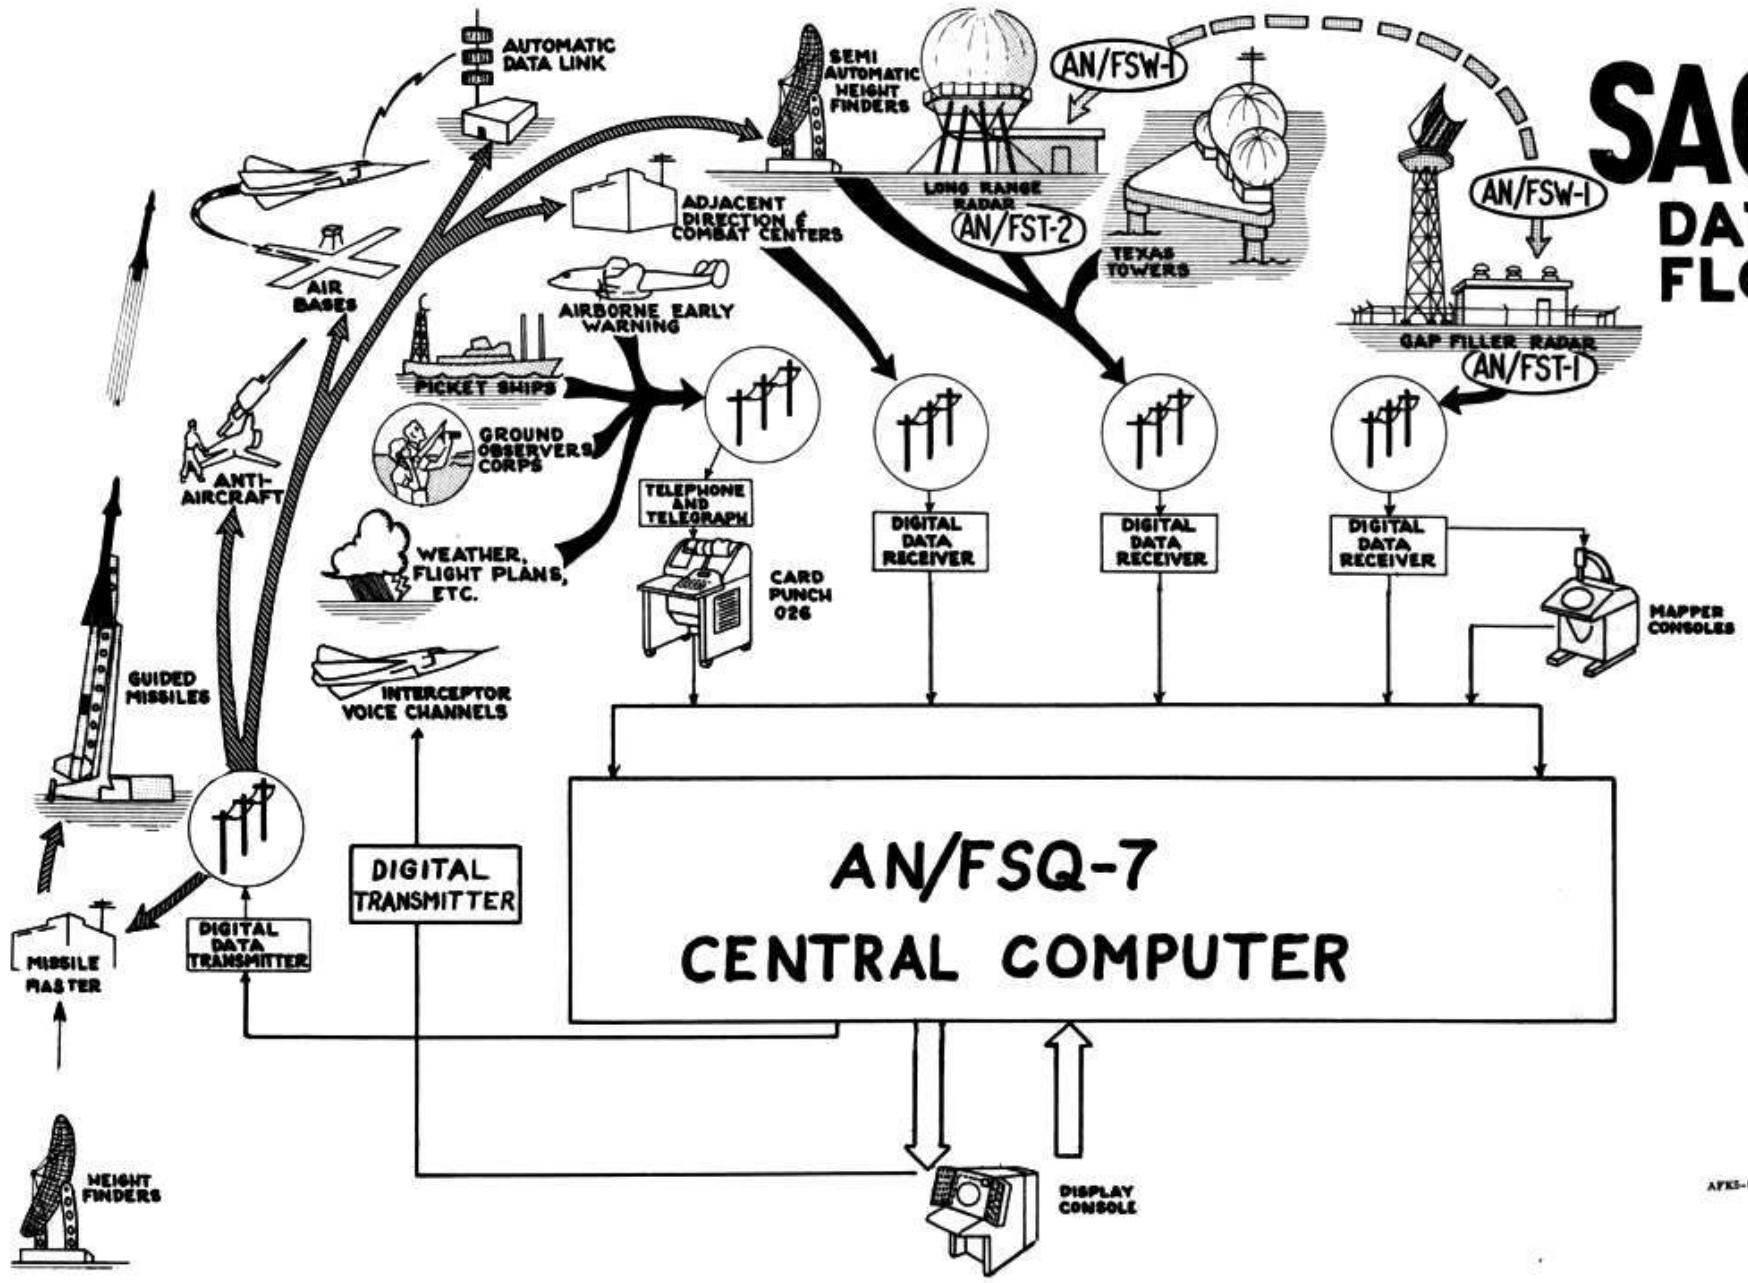 AUTOMATIC
DATA LINK
SEMI
AUTOMATIC
HEIGHT
FINDERS
AN/FSW-1
SA
DA
FL
AN/FSW-1
LONG RANGE
RADAR
AN/FST-2
ADJACENT
DIRECTION &
COMBAT CENTERS
TEXAS
TOWERS
AIR
BASES
AIRBORNE EARLY
WARNING
GAP FILLER RADAR
AN/FST-1
PICKET SHIPS
GROUND
OBSERVERS
CORPS
ANTI-
AIRCRAFT
TELEPHONE
AND
TELEGRAPH
DIGITAL
DATA
RECEIVER
DIGITAL
DATA
RECEIVER
DIGITAL
DATA
RECEIVER
WEATHER,
FLIGHT PLANS,
ETC.
CARD
PUNCH
026
MAPPER
CONSOLES
GUIDED
MISSILES
INTERCEPTOR
VOICE CHANNELS
DIGITAL
TRANSMITTER
AN/FSQ-7
CENTRAL COMPUTER
DIGITAL
DATA
TRANSMITTER
MISSILE
MASTER
HEIGHT
FINDERS
DISPLAY
CONSOLE